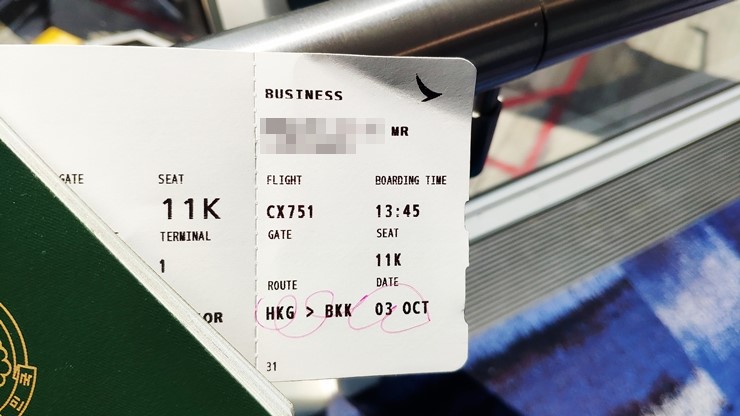 BUSINESS
MR
GATE SEAT
11K
TERMINAL
1
OR
FLIGHT BOARDING TIME
CX751 13:45
GATE SEAT
11K
ROUTE DATE
HKG > BKK 03 OCT
31